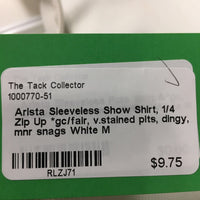 The Tack Collector
1000770-51
Arista Sleeveless Show Shirt, 1/4
Zip Up *gc/fair, v.stained pits, dingy,
mnr snags White M
$9.75
RLZJ71